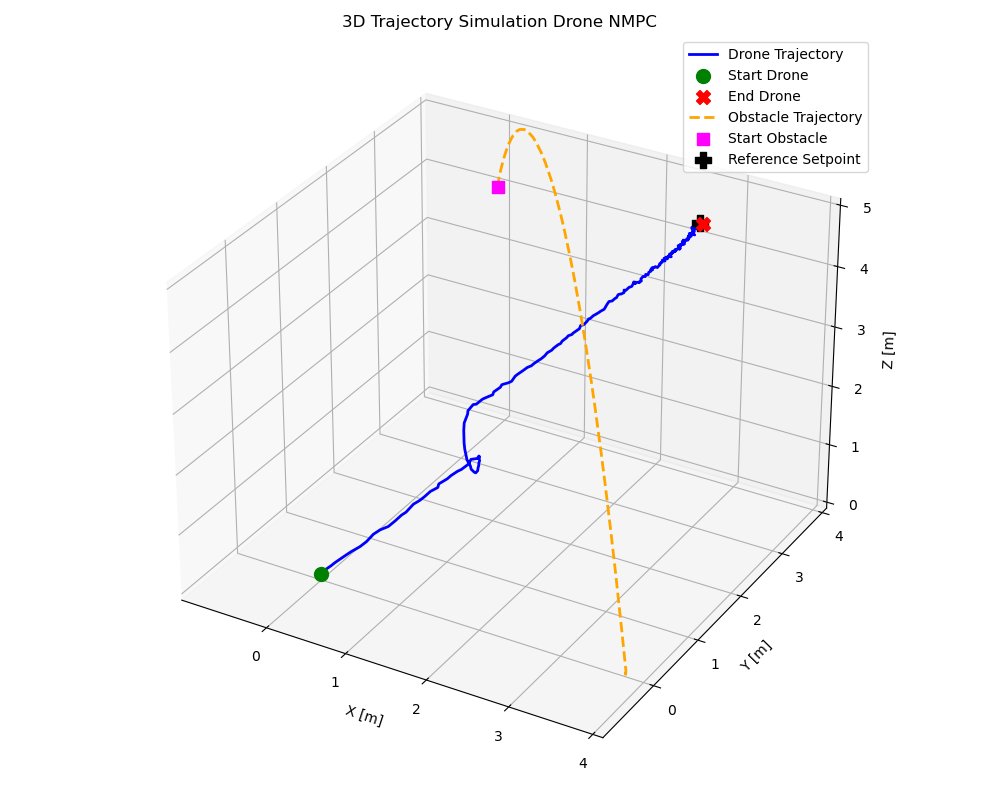 3D Trajectory Simulation Drone NMPC
Drone Trajectory
Start Drone
End Drone
Obstacle Trajectory
Start Obstacle
Reference Setpoint
5
4
3
2
1
0
Z [m]
4
3
2
1
0
Y [m]
0
1
2
3
4
X [m]